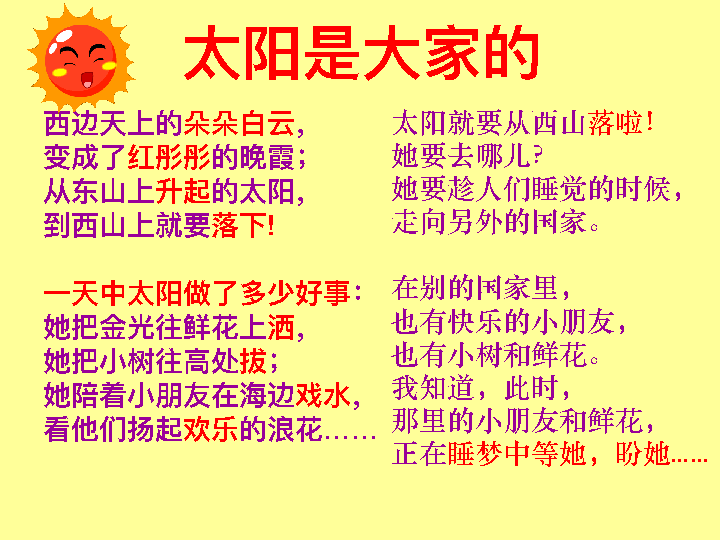 太阳是大家的
西边天上的朵朵白云，
变成了红彤彤的晚霞；
从东山上升起的太阳，
到西山上就要落下！
一天中太阳做了多少好事：
她把金光往鲜花上洒，
她把小树往高处拔；
她陪着小朋友在海边戏水，
看他们扬起欢乐的浪花……
太阳就要从西山落啦！
她要去哪儿？
她要趁人们睡觉的时候，
走向另外的国家。
在别的国家里，
也有快乐的小朋友，
也有小树和鲜花。
我知道，此时，
那里的小朋友和鲜花，
正在睡梦中等她，盼她……